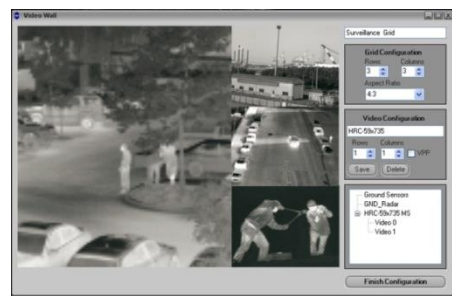 Video Wall
Surveillance Grid
Grid Configuration
Rows Columns
3 3
Aspect Ratio
4:3
Video Configuration
HRC-59x735
Rows Columns
1 1 VPP
Save Delete
Ground Sensors
GND_Radar
HRC-59x735 MS
Video 0
Video 1
Finish Configuration